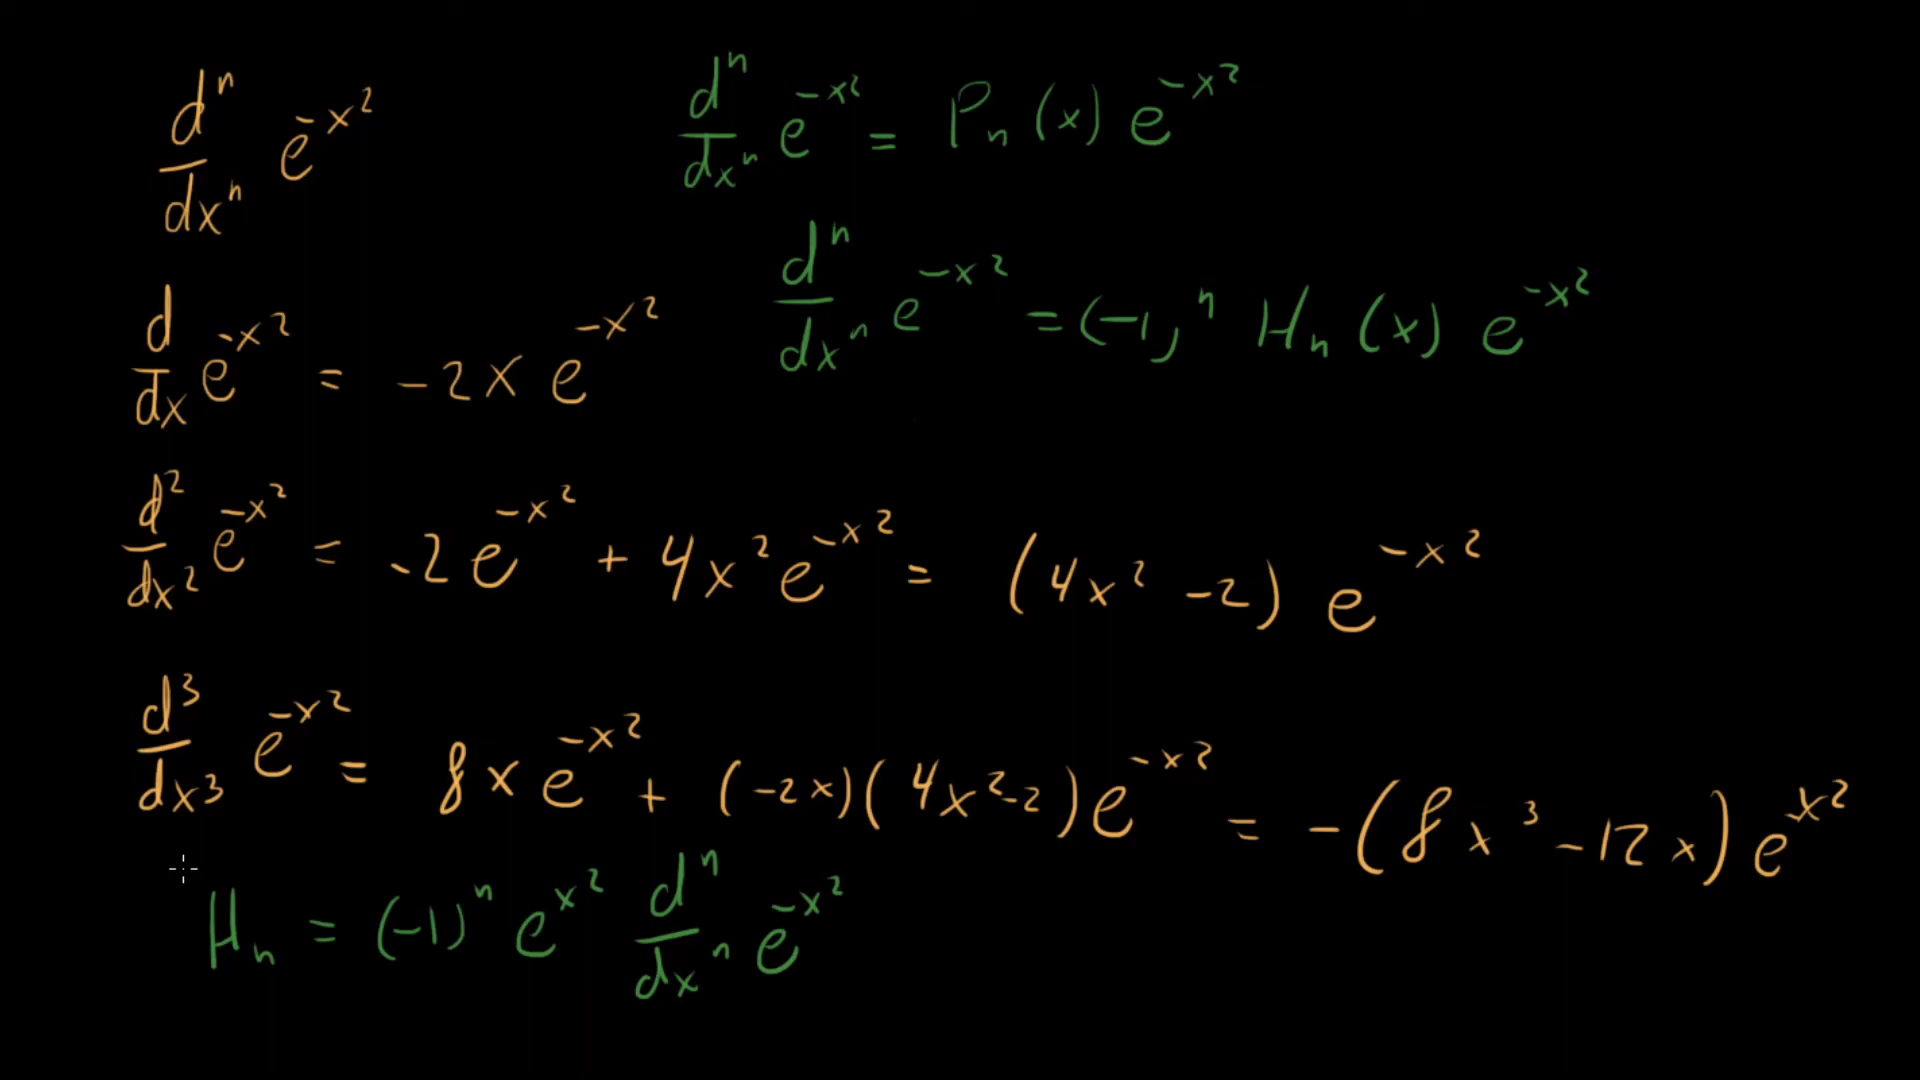 d^n/dx^n e^{-x^2}
d^n/dx^n e^{-x^2} = P_n (x) e^{-x^2}
d^n/dx^n e^{-x^2} = (-1)^n H_n (x) e^{-x^2}
d/dx e^{-x^2} = -2x e^{-x^2}
d^2/dx^2 e^{-x^2} = -2e^{-x^2} + 4x^2 e^{-x^2} = (4x^2 -2) e^{-x^2}
d^3/dx^3 e^{-x^2} = 8x e^{-x^2} + (-2x)(4x^2-2)e^{-x^2} = -(8x^3 -12x) e^{-x^2}
H_n = (-1)^n e^{x^2} d^n/dx^n e^{-x^2}